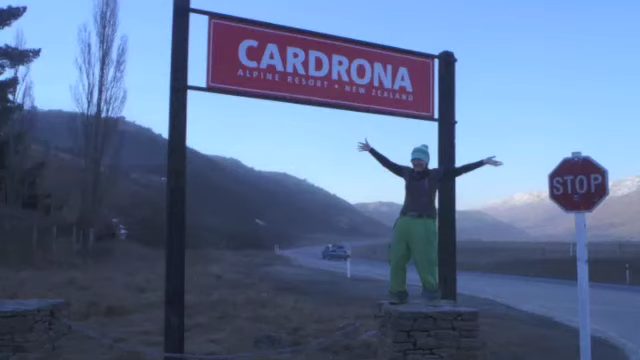 CARDRONA
ALPINE RESORT • NEW ZEALAND
STOP